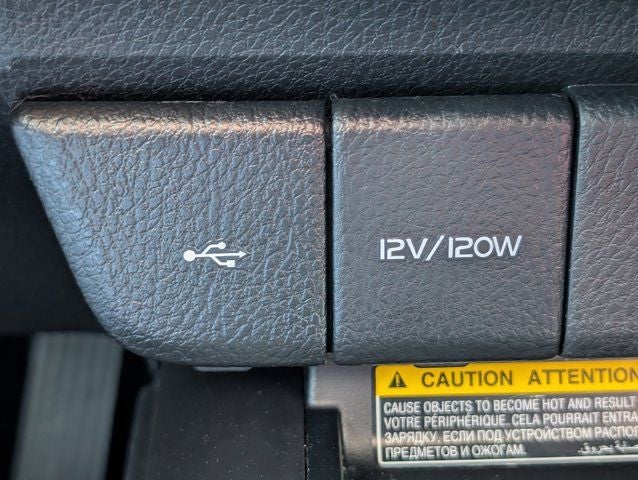 12V/120W
CAUTION ATTENTION
CAUSE OBJECTS TO BECOME HOT AND RESULT
VOTRE PÉRIPHÉRIQUE. CELA POURRAIT ENTRA
ЗАРЯДКУ, ЕСЛИ ПОД УСТРОЙСТВОМ РАСПО
ПРЕДМЕТОВ И ОЖОГАМ.